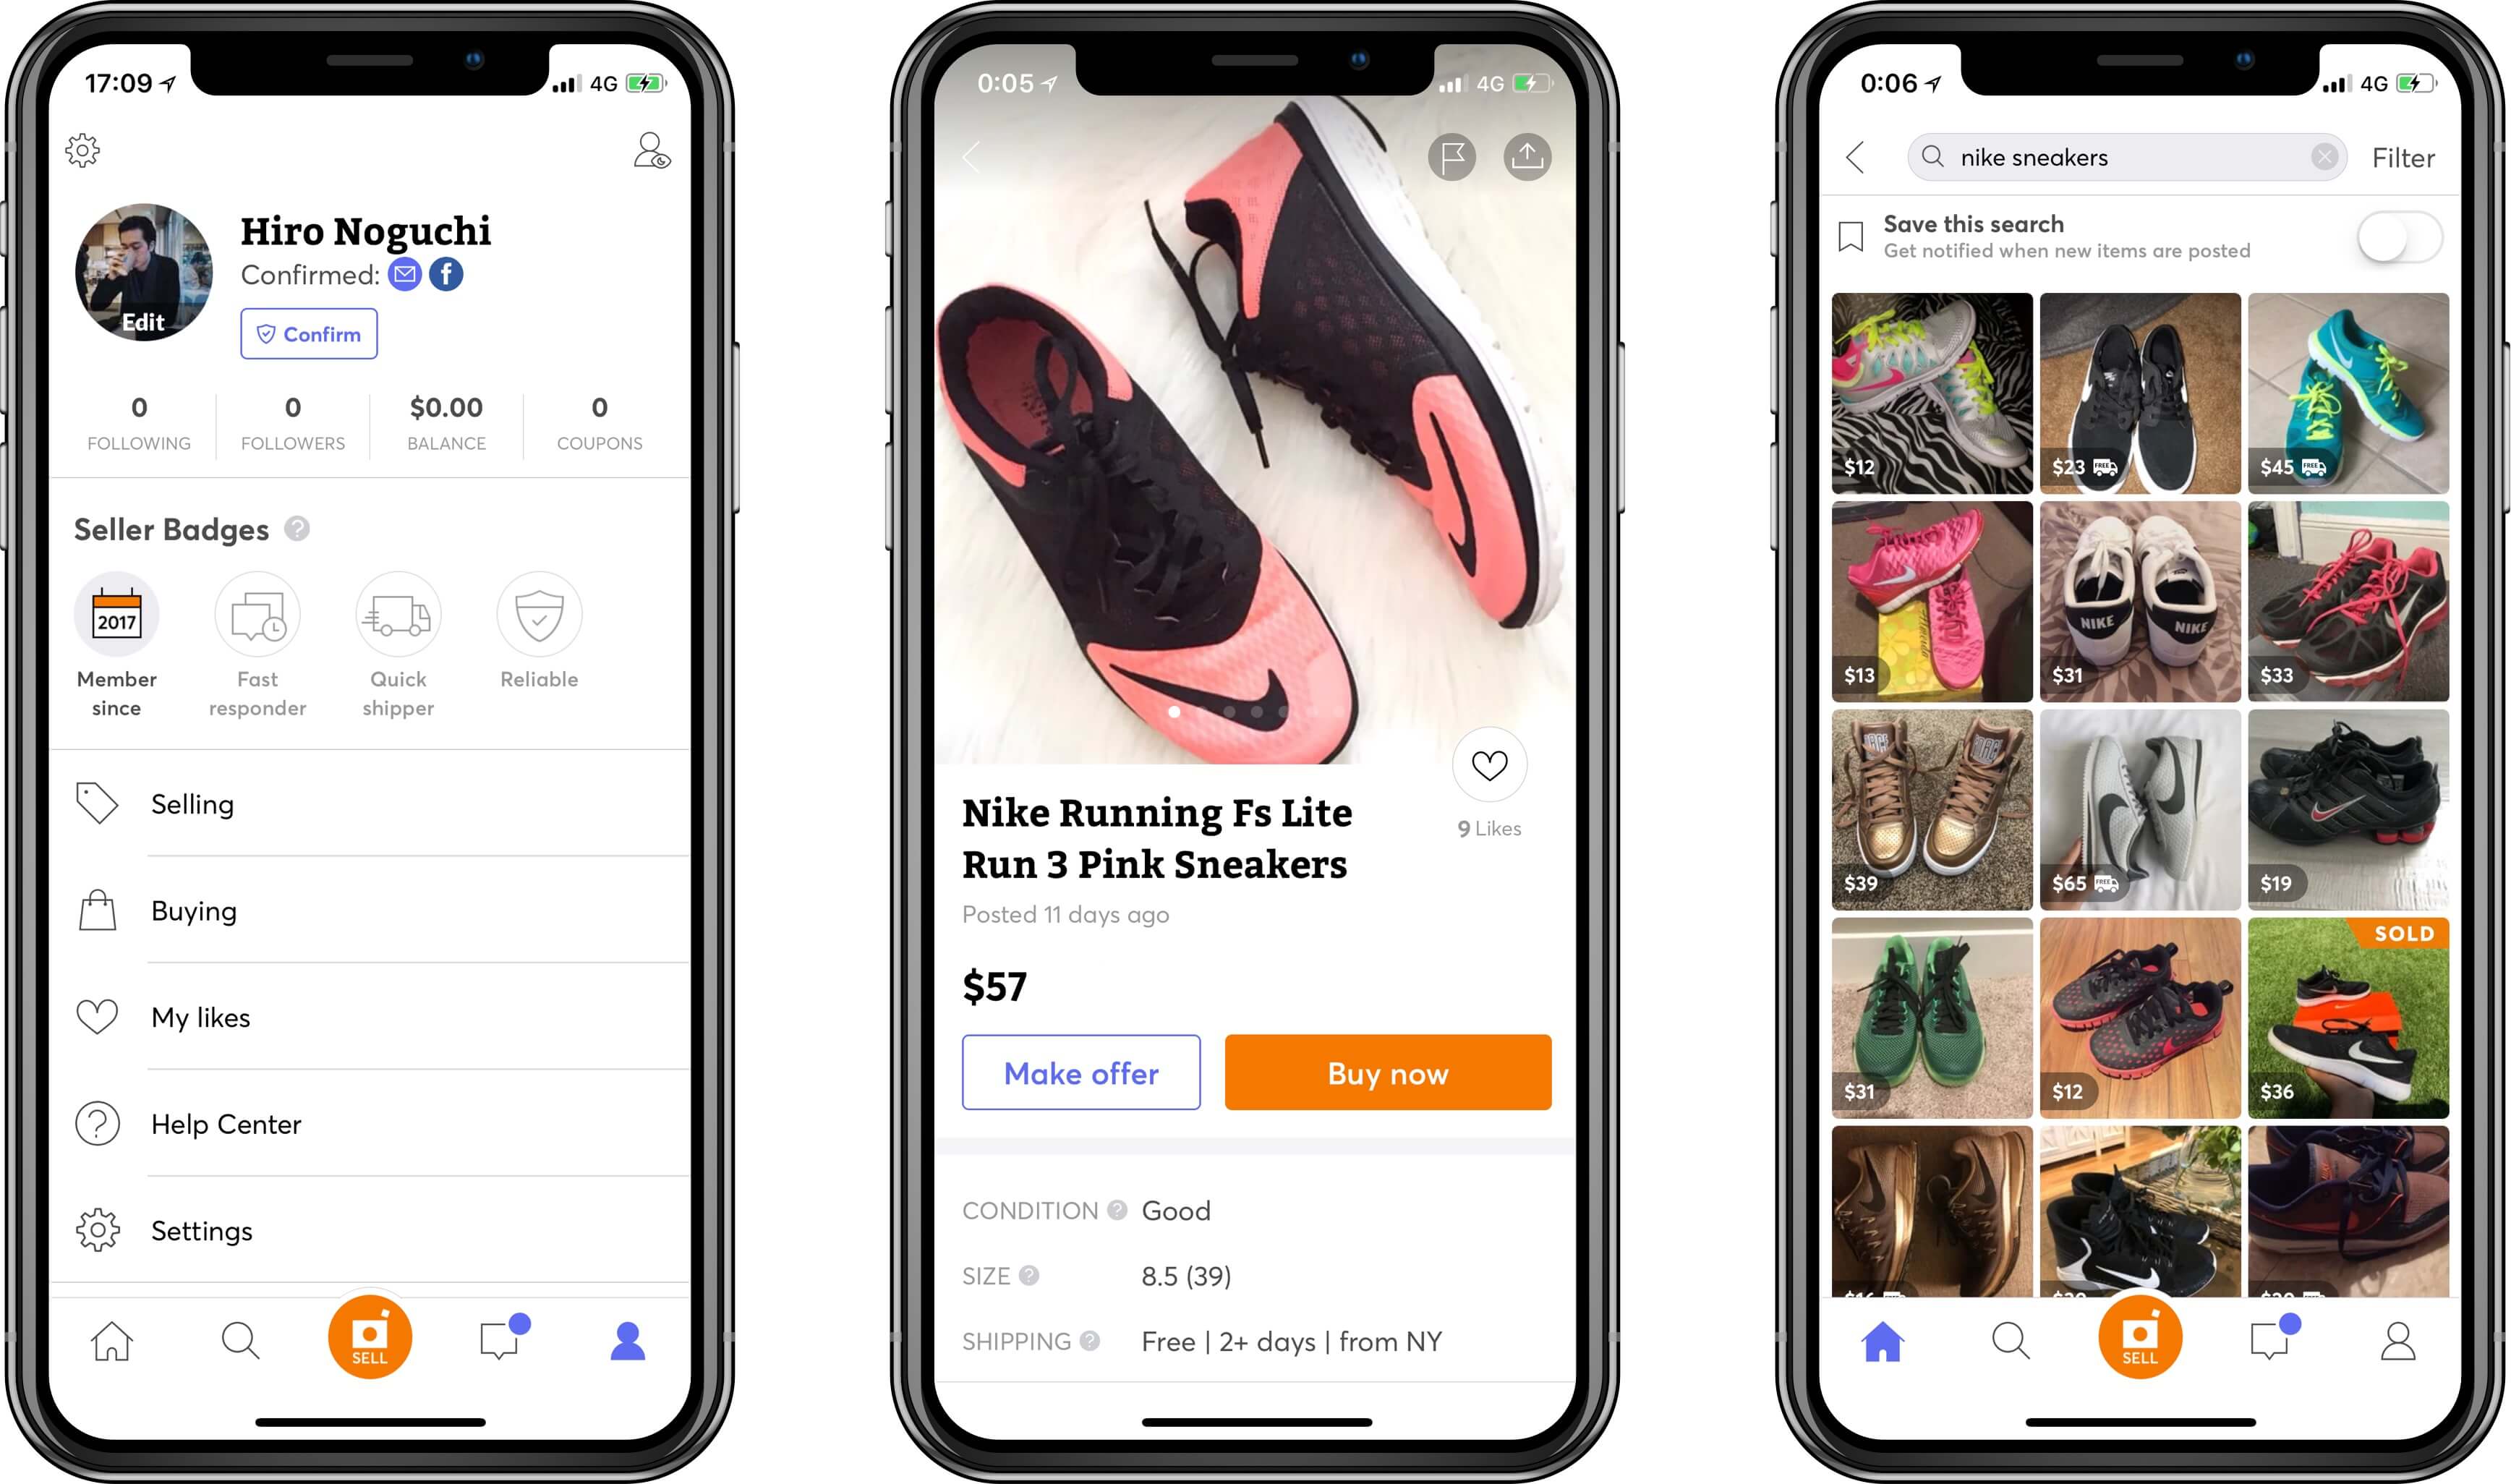 17:09
4G
Hiro Noguchi
Confirmed:
Edit
Confirm
0
0
$0.00
0
FOLLOWING
FOLLOWERS
BALANCE
COUPONS
Seller Badges
2017
Member
since
Fast
responder
Quick
shipper
Reliable
Selling
Buying
My likes
Help Center
Settings
SELL
0:05
4G
Nike Running Fs Lite
Run 3 Pink Sneakers
9 Likes
Posted 11 days ago
$57
Make offer
Buy now
CONDITION
Good
SIZE
8.5 (39)
SHIPPING
Free | 2+ days | from NY
0:06
4G
nike sneakers
Filter
Save this search
Get notified when new items are posted
$12
$23 FREE
$45 FREE
NIKE
NIKE
$13
$31
$33
$39
$65 FREE
$19
SOLD
$31
$12
$36
SELL